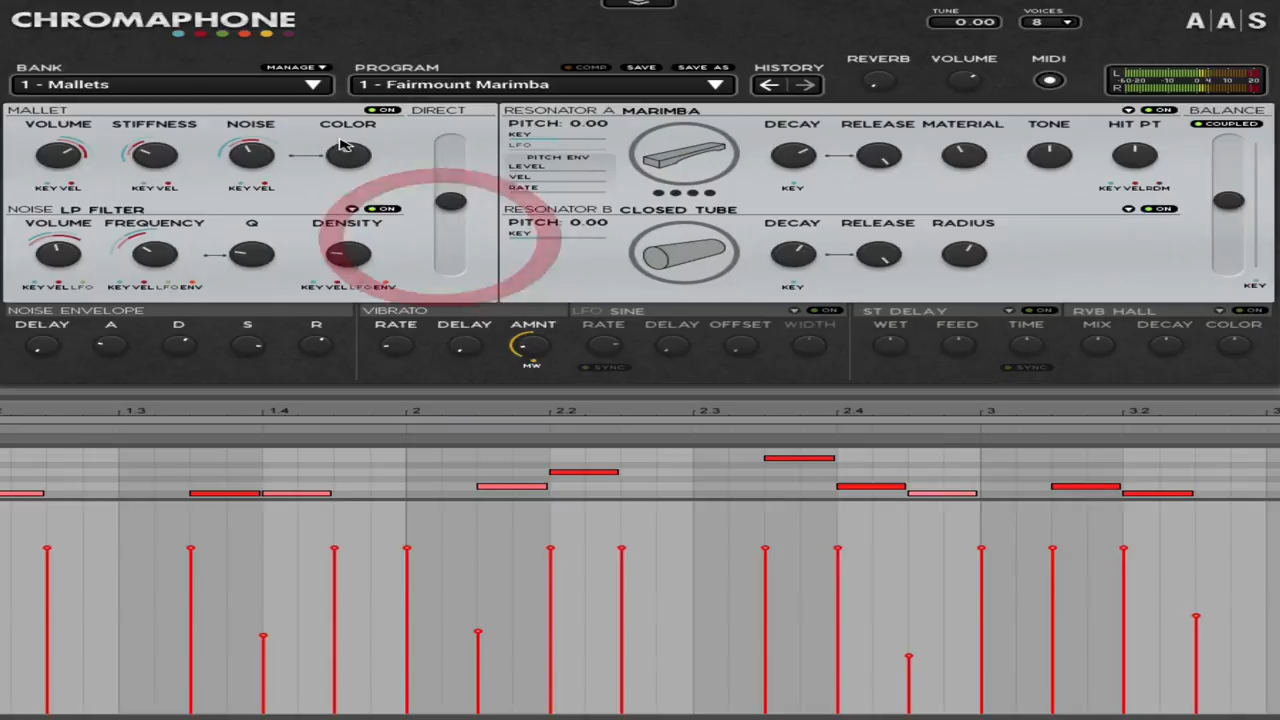 CHROMAPHONE
TUNE
0.00
VOICES
8
A|A|S
BANK
MANAGE
1 - Mallets
PROGRAM
COMP
SAVE
SAVE AS
1 - Fairmount Marimba
HISTORY
REVERB
VOLUME
MIDI
L
R
-60 -20 -10 0 4 10 20
MALLET
ON
DIRECT
VOLUME STIFFNESS NOISE COLOR
KEY VEL KEY VEL KEY VEL
NOISE LP FILTER
ON
VOLUME FREQUENCY Q DENSITY
KEY VEL LFO KEY VEL LFO ENV KEY VEL LFO ENV
RESONATOR A MARIMBA
ON
PITCH: 0.00
KEY
LFO
PITCH ENV
LEVEL
VEL
RATE
DECAY RELEASE MATERIAL TONE HIT PT
KEY
KEY VEL RDM
RESONATOR B CLOSED TUBE
ON
PITCH: 0.00
KEY
DECAY RELEASE RADIUS
KEY
BALANCE
COUPLED
KEY
NOISE ENVELOPE
DELAY A D S R
VIBRATO
RATE DELAY AMNT
MW
LFO SINE
ON
RATE DELAY OFFSET WIDTH
SYNC
ST DELAY
ON
WET FEED TIME
SYNC
RVB HALL
ON
MIX DECAY COLOR
1.3 1.4 2 2.2 2.3 2.4 3 3.2